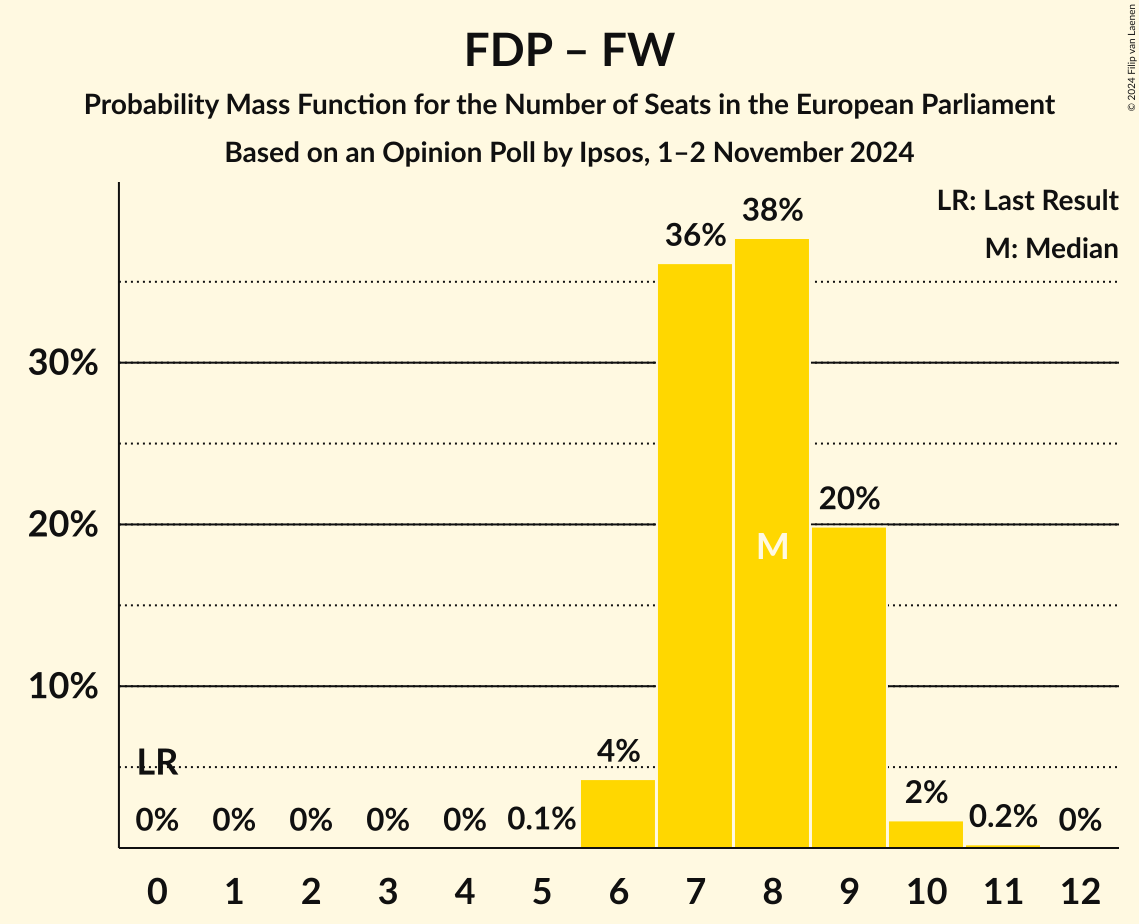 FDP – FW
Probability Mass Function for the Number of Seats in the European Parliament
Based on an Opinion Poll by Ipsos, 1–2 November 2024
© 2024 Filip van Laenen
LR: Last Result
M: Median
38%
36%
30%
20%
20%
M
10%
LR
4%
2%
0% 0% 0% 0% 0% 0.1% 0.2% 0%
0 1 2 3 4 5 6 7 8 9 10 11 12